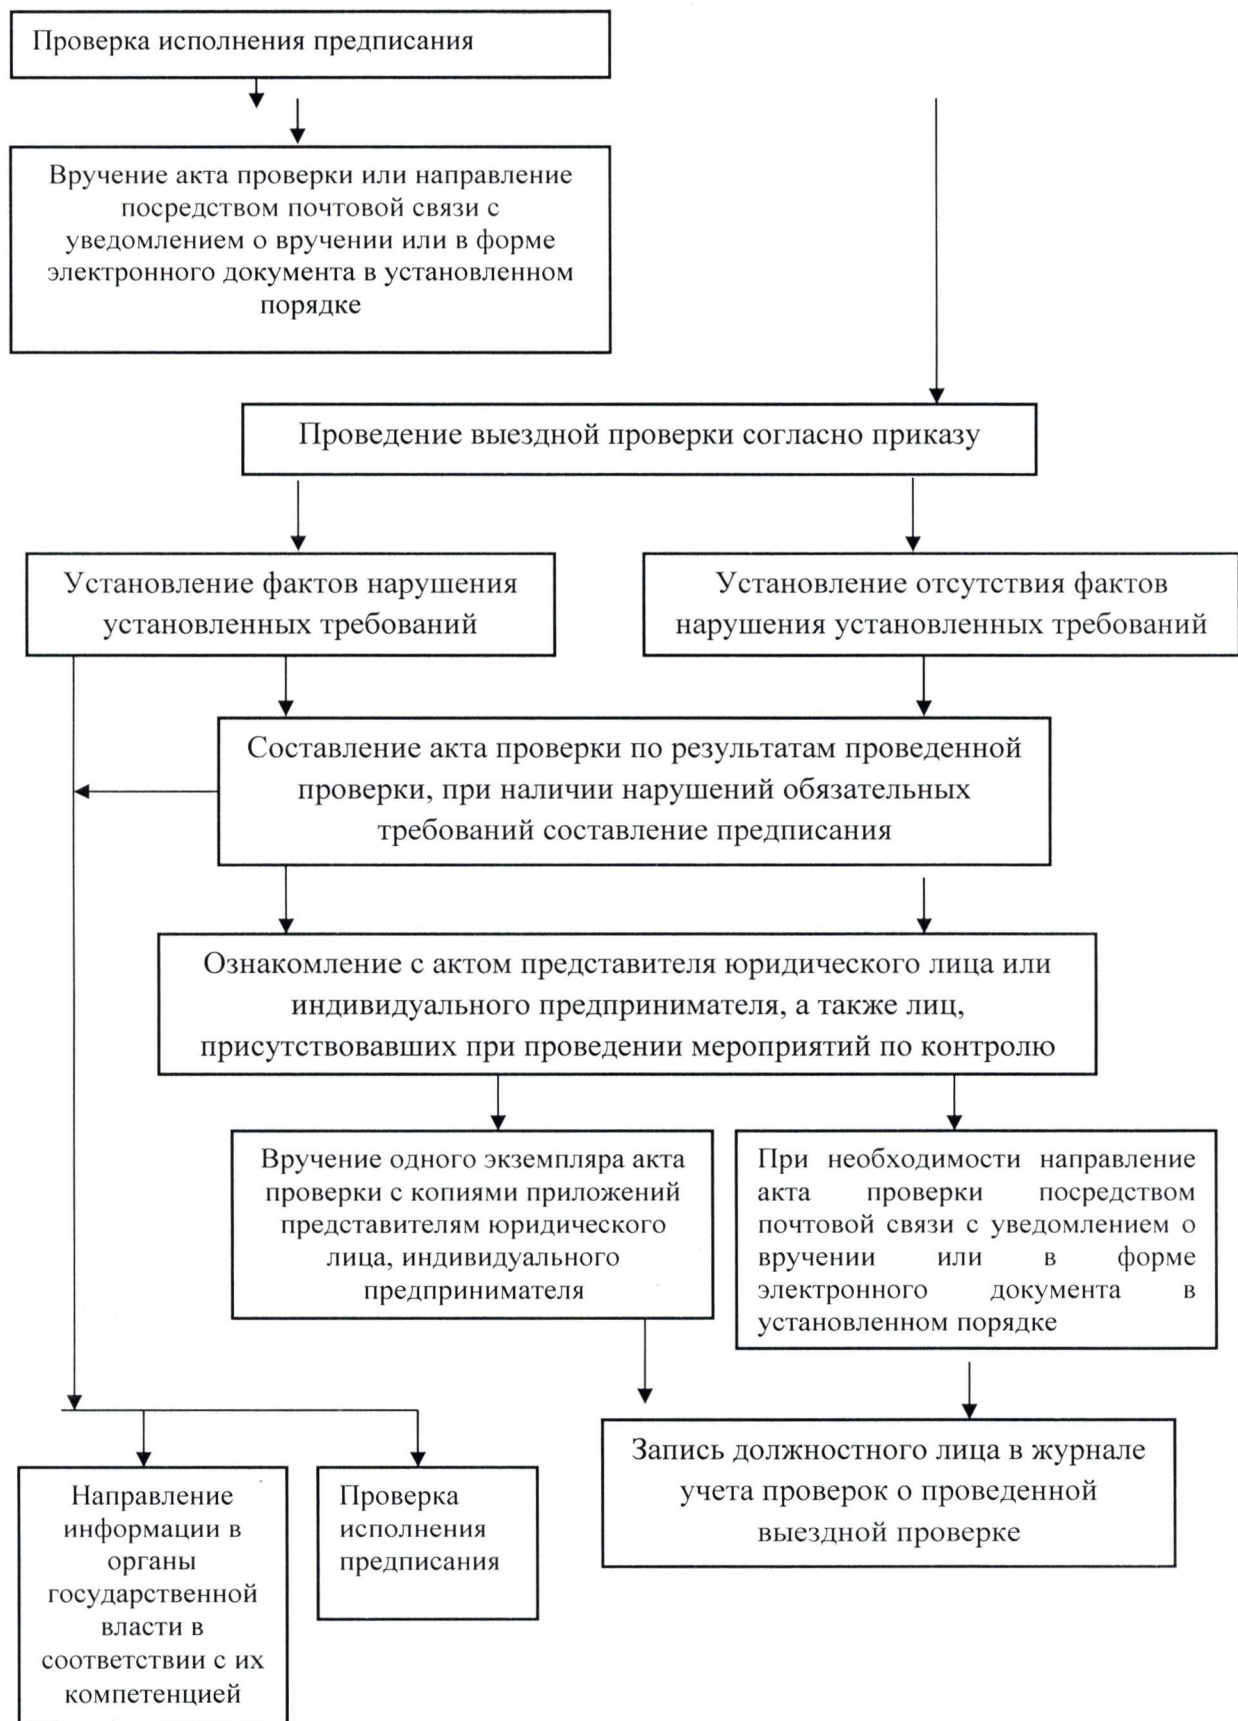 Проверка исполнения предписания
Вручение акта проверки или направление
посредством почтовой связи с
уведомлением о вручении или в форме
электронного документа в установленном
порядке
Проведение выездной проверки согласно приказу
Установление фактов нарушения
установленных требований
Установление отсутствия фактов
нарушения установленных требований
Составление акта проверки по результатам проведенной
проверки, при наличии нарушений обязательных
требований составление предписания
Ознакомление с актом представителя юридического лица или
индивидуального предпринимателя, а также лиц,
присутствовавших при проведении мероприятий по контролю
Вручение одного экземпляра акта
проверки с копиями приложений
представителям юридического
лица, индивидуального
предпринимателя
При необходимости направление
акта проверки посредством
почтовой связи с уведомлением о
вручении или в форме
электронного документа в
установленном порядке
Запись должностного лица в журнале
учета проверок о проведенной
выездной проверке
Направление
информации в
органы
государственной
власти в
соответствии с их
компетенцией
Проверка
исполнения
предписания